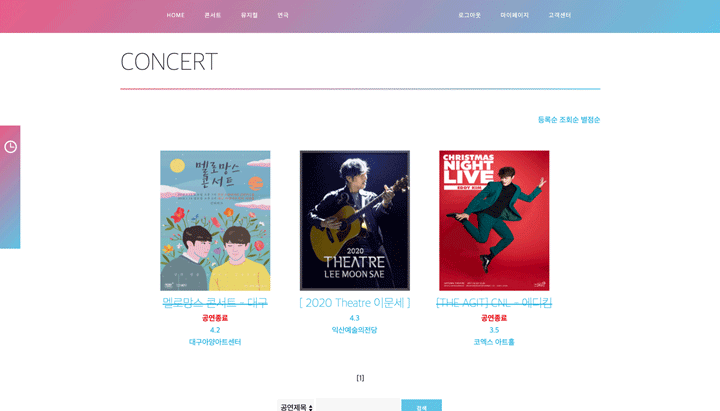 HOME 콘서트 뮤지컬 연극 로그아웃 마이페이지 고객센터
CONCERT
등록순 조회순 별점순
멜로망스
콘서트
2020
THEATRE
LEE MOON SAE
CHRISTMAS
NIGHT
LIVE
EDDY KIM
멜로망스 콘서트 - 대구
공연종료
4.2
대구아양아트센터
[ 2020 Theatre 이문세 ]
4.3
익산예술의전당
[THE AGIT] CNL - 에디킴
공연종료
3.5
코엑스 아트홀
[1]
공연제목 검색